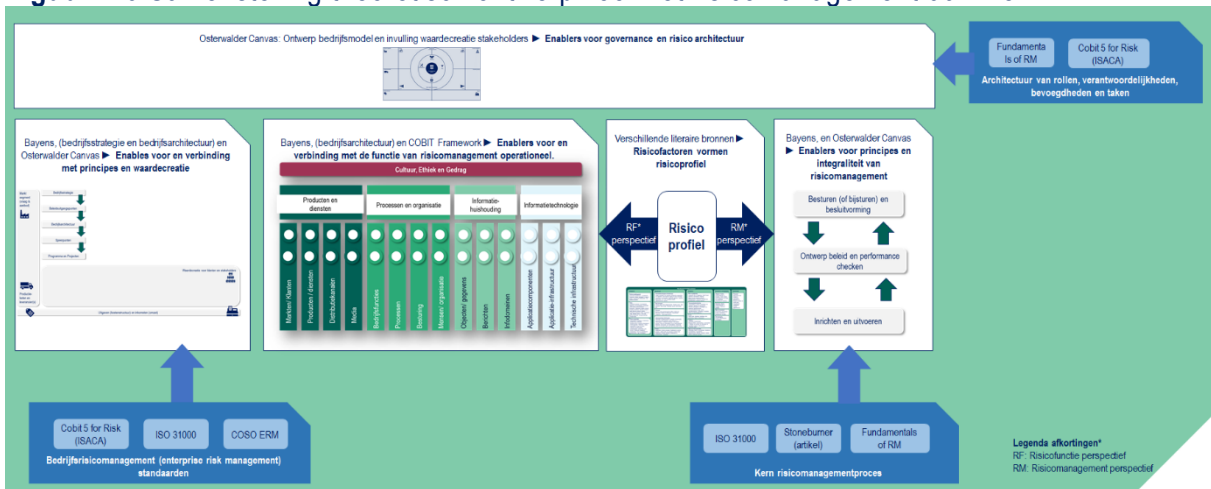 Osterwalder Canvas: Ontwerp bedrijfsmodel en invulling waardecreatie stakeholders ► Enablers voor governance en risico architectuur
Fundamenta
ls of RM
Cobit 5 for Risk
(ISACA)
Architectuur van rollen, verantwoordelijkheden,
bevoegdheden en taken
Bayens, (bedrijfsstrategie en bedrijfsarchitectuur) en
Osterwalder Canvas ► Enables voor en verbinding
met principes en waardecreatie
Bayens, (bedrijfsarchitectuur) en COBIT Framework ► Enablers voor en
verbinding met de functie van risicomanagement operationeel.
Cultuur, Ethiek en Gedrag
Producten en
diensten
Processen en organisatie
Informatie-
huishouding
Informatietechnologie
Markten/ Klanten
Producten / diensten
Distributiekanalen
Media
Bedrijfsfuncties
Processen
Besturing
Mensen/ organisatie
Objecten/ gegevens
Berichten
Infodomeinen
Applicatiecomponenten
Applicatie-infrastructuur
Technische infrastructuur
Verschillende literaire bronnen ►
Risicofactoren vormen
risicoprofiel
RF*
perspectief
Risico
profiel
RM*
perspectief
Bayens, en Osterwalder Canvas
► Enablers voor principes en
integraliteit van
risicomanagement
Besturen (of bijsturen) en
besluitvorming
Ontwerp beleid en performance
checken
Inrichten en uitvoeren
Cobit 5 for Risk
(ISACA)
ISO 31000
COSO ERM
Bedrijfsrisicomanagement (enterprise risk management)
standaarden
ISO 31000
Stoneburner
(artikel)
Fundamentals
of RM
Kern risicomanagementproces
Legenda afkortingen*
RF: Risicofunctie perspectief
RM: Risicomanagement perspectief